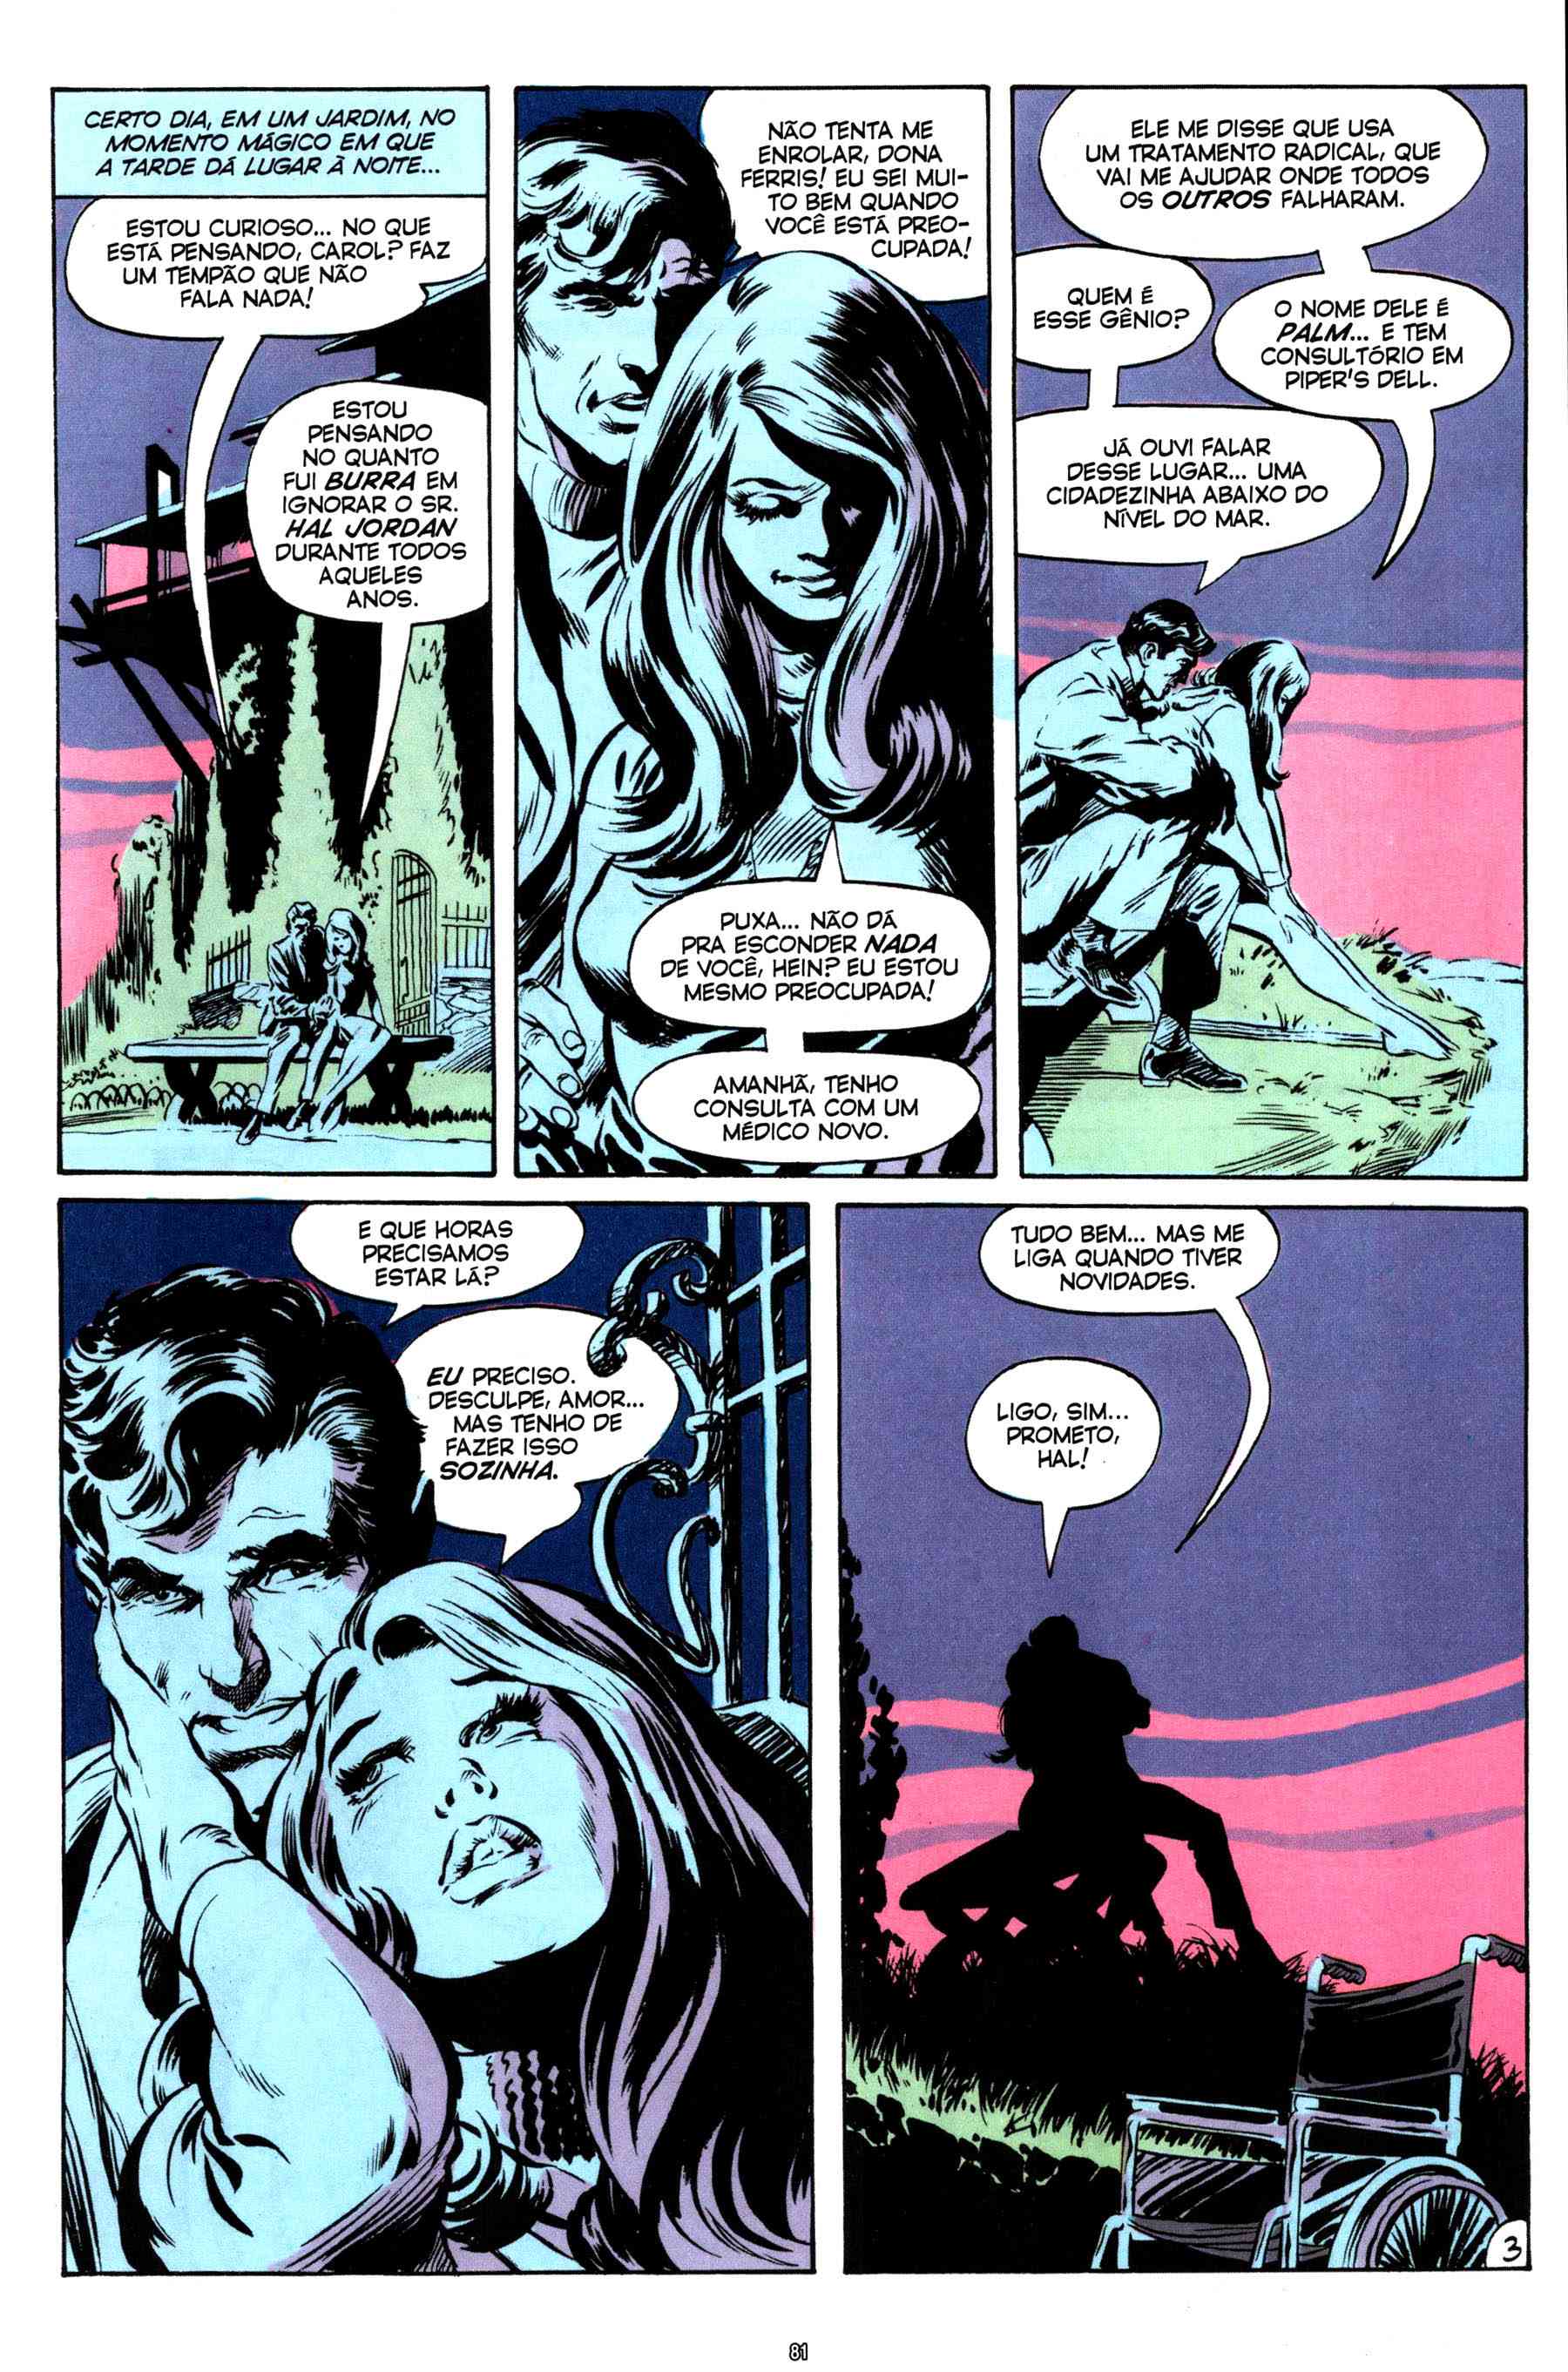 CERTO DIA, EM UM JARDIM, NO
MOMENTO MÁGICO EM QUE
A TARDE DÁ LUGAR À NOITE...
ESTOU CURIOSO... NO QUE
ESTÁ PENSANDO, CAROL? FAZ
UM TEMPÃO QUE NÃO
FALA NADA!
ESTOU
PENSANDO
NO QUANTO
FUI BURRA EM
IGNORAR O SR.
HAL JORDAN
DURANTE TODOS
AQUELES
ANOS.
NÃO TENTA ME
ENROLAR, DONA
FERRIS! EU SEI MUI-
TO BEM QUANDO
VOCÊ ESTÁ PREO-
CUPADA!
PUXA... NÃO DÁ
PRA ESCONDER NADA
DE VOCÊ, HEIN? EU ESTOU
MESMO PREOCUPADA!
AMANHÃ, TENHO
CONSULTA COM UM
MÉDICO NOVO.
ELE ME DISSE QUE USA
UM TRATAMENTO RADICAL, QUE
VAI ME AJUDAR ONDE TODOS
OS OUTROS FALHARAM.
QUEM É
ESSE GÊNIO?
O NOME DELE É
PALM... E TEM
CONSULTÓRIO EM
PIPER'S DELL.
JÁ OUVI FALAR
DESSE LUGAR... UMA
CIDADEZINHA ABAIXO DO
NÍVEL DO MAR.
E QUE HORAS
PRECISAMOS
ESTAR LÁ?
EU PRECISO.
DESCULPE, AMOR...
MAS TENHO DE
FAZER ISSO
SOZINHA.
TUDO BEM... MAS ME
LIGA QUANDO TIVER
NOVIDADES.
LIGO, SIM...
PROMETO,
HAL!
3
81